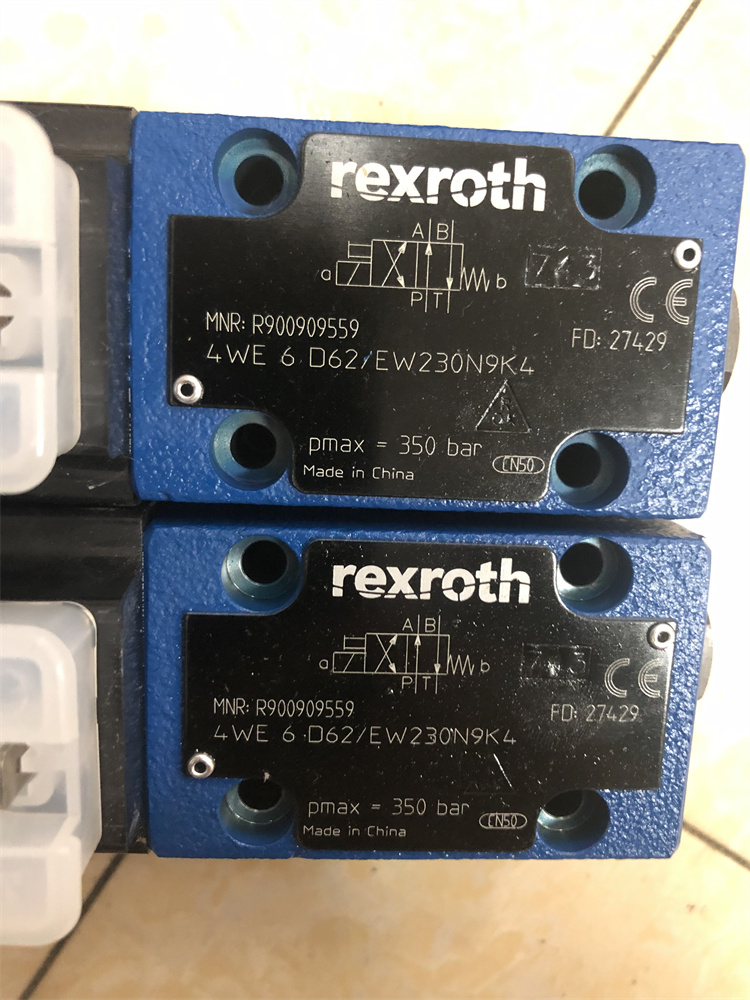 rexroth
A B
a b
P T
713
CE
MNR: R900909559
FD: 27429
4WE 6 D62/EW230N9K4
pmax = 350 bar
CN50
Made in China
rexroth
A B
a b
P T
CE
MNR: R900909559
FD: 27429
4WE 6 D62/EW230N9K4
pmax = 350 bar
CN50
Made in China